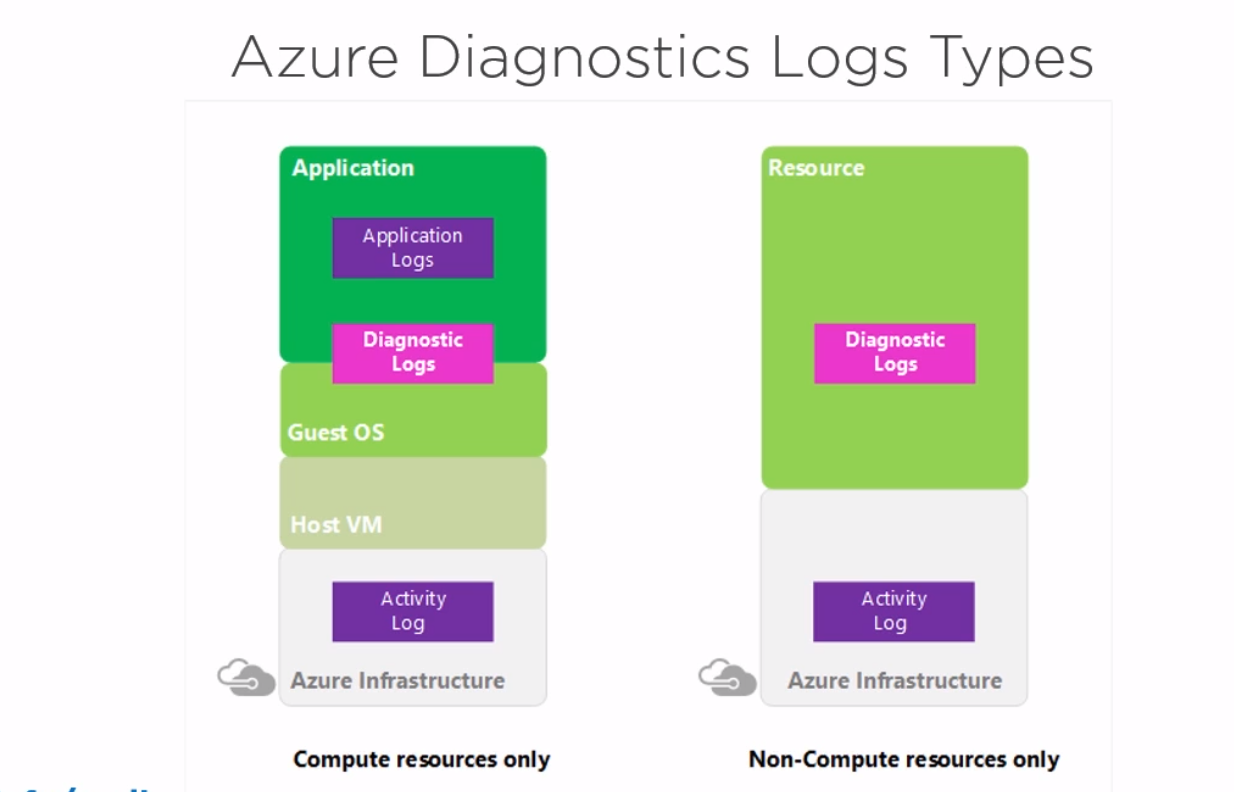 Azure Diagnostics Logs Types
Application
Application
Logs
Diagnostic
Logs
Guest OS
Host VM
Activity
Log
Azure Infrastructure
Compute resources only
Resource
Diagnostic
Logs
Activity
Log
Azure Infrastructure
Non-Compute resources only